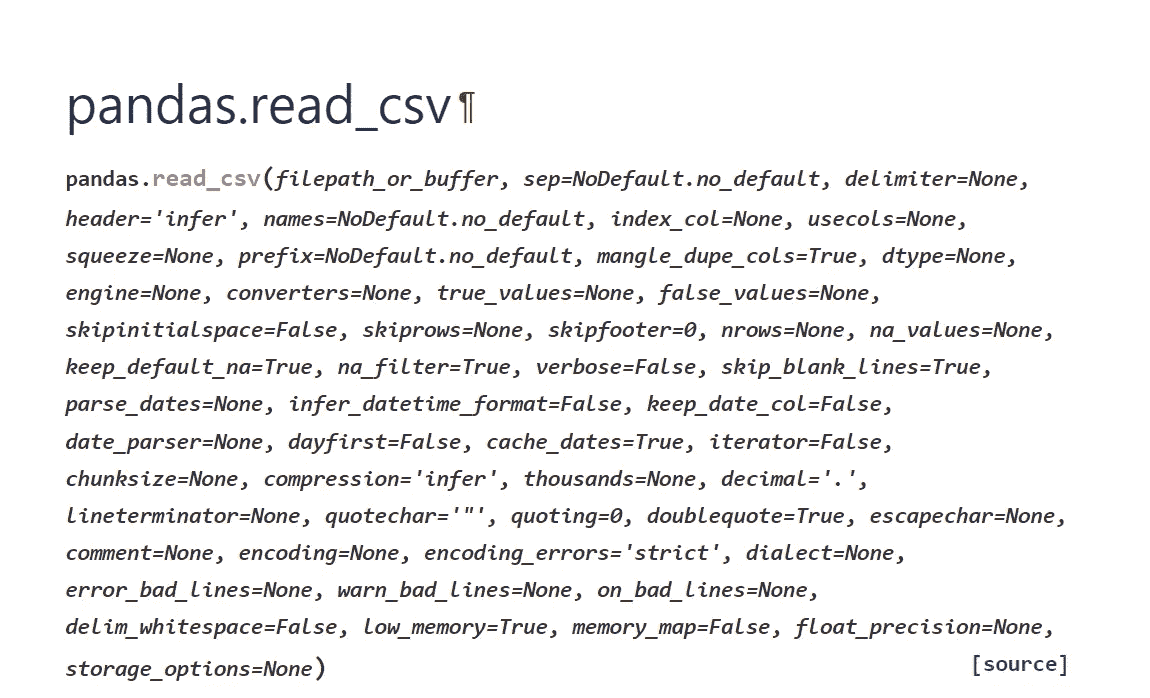 pandas.read_csv¶
pandas.read_csv(filepath_or_buffer, sep=NoDefault.no_default, delimiter=None,
header='infer', names=NoDefault.no_default, index_col=None, usecols=None,
squeeze=None, prefix=NoDefault.no_default, mangle_dupe_cols=True, dtype=None,
engine=None, converters=None, true_values=None, false_values=None,
skipinitialspace=False, skiprows=None, skipfooter=0, nrows=None, na_values=None,
keep_default_na=True, na_filter=True, verbose=False, skip_blank_lines=True,
parse_dates=None, infer_datetime_format=False, keep_date_col=False,
date_parser=None, dayfirst=False, cache_dates=True, iterator=False,
chunksize=None, compression='infer', thousands=None, decimal='.',
lineterminator=None, quotechar='"', quoting=0, doublequote=True, escapechar=None,
comment=None, encoding=None, encoding_errors='strict', dialect=None,
error_bad_lines=None, warn_bad_lines=None, on_bad_lines=None,
delim_whitespace=False, low_memory=True, memory_map=False, float_precision=None,
storage_options=None) [source]